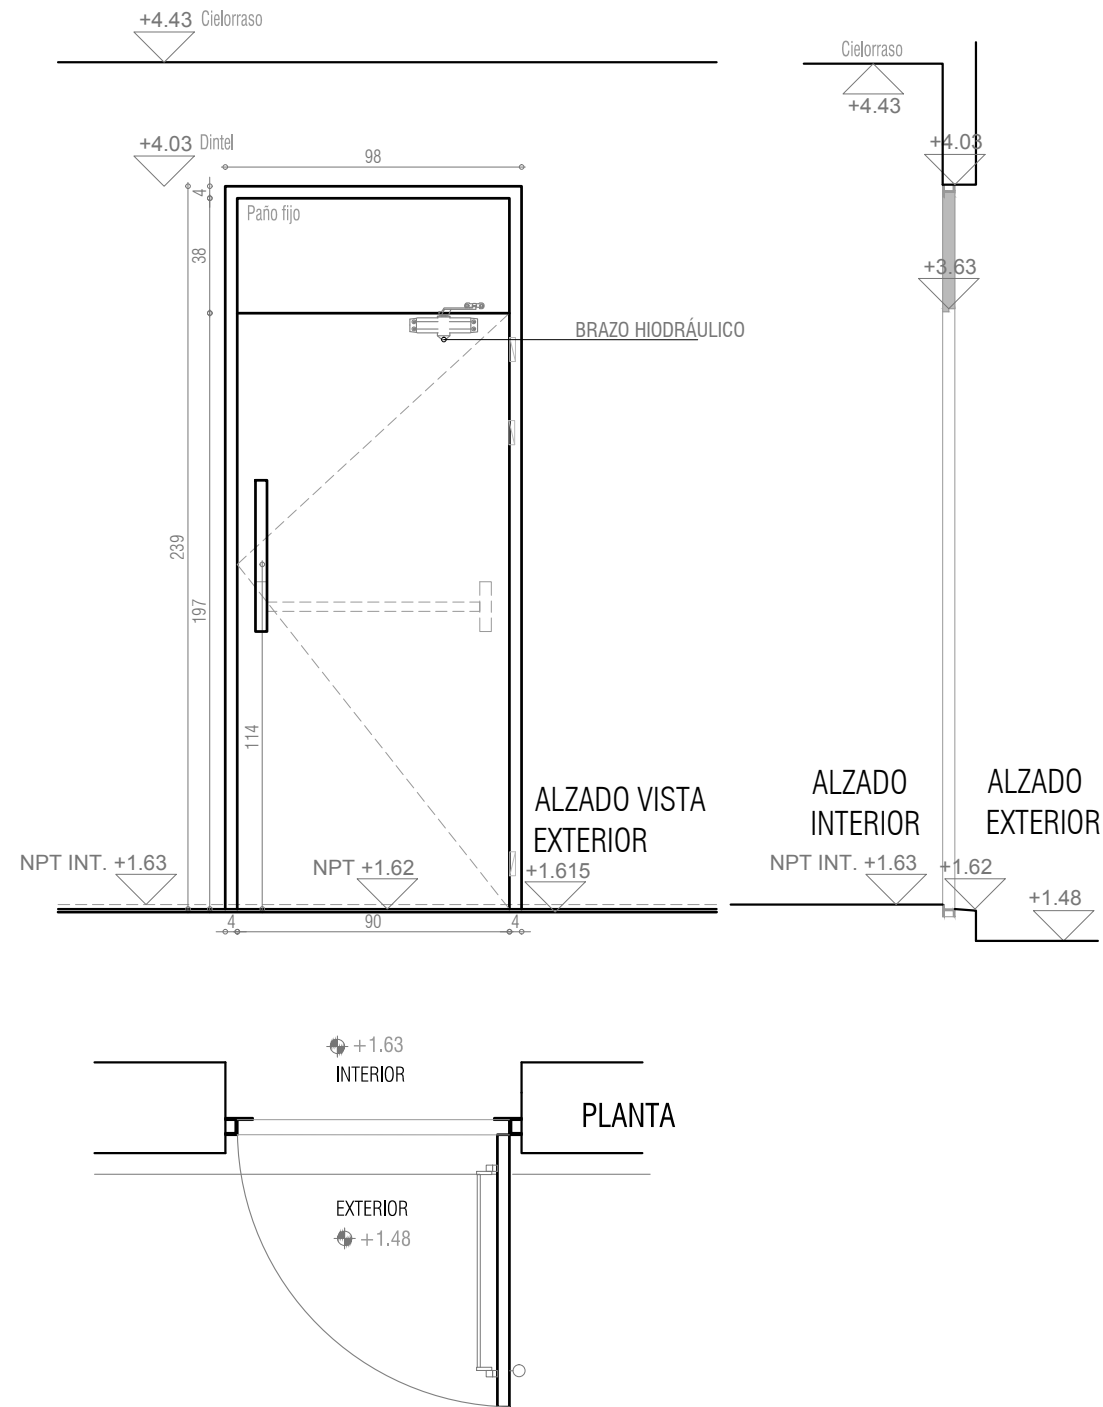 +4.43 Cielorraso
Cielorraso
+4.43
+4.03 Dintel
+4.03
98
4
Paño fijo
38
+3.63
BRAZO HIODRÁULICO
239
197
114
ALZADO VISTA
EXTERIOR
ALZADO
INTERIOR
ALZADO
EXTERIOR
NPT INT. +1.63
NPT +1.62
+1.615
NPT INT. +1.63
+1.62
+1.48
4
90
4
+1.63
INTERIOR
PLANTA
EXTERIOR
+1.48